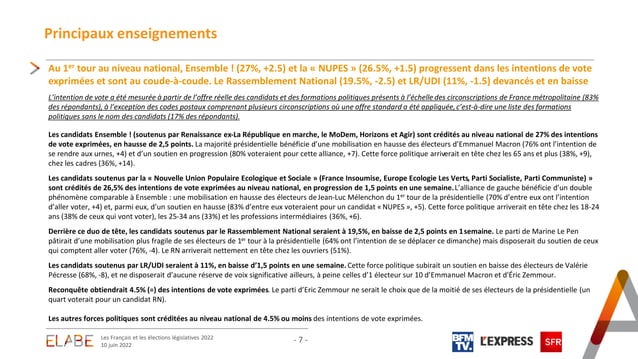 Principaux enseignements
Au 1er tour au niveau national, Ensemble ! (27%, +2.5) et la « NUPES » (26.5%, +1.5) progressent dans les intentions de vote
exprimées et sont au coude-à-coude. Le Rassemblement National (19.5%, -2.5) et LR/UDI (11%, -1.5) devancés et en baisse
L'intention de vote a été mesurée à partir de l'offre réelle des candidats et des formations politiques présents à l'échelle des circonscriptions de France métropolitaine (83%
des répondants), à l'exception des codes postaux comprenant plusieurs circonscriptions où une offre standard a été appliquée, c'est-à-dire une liste des formations
politiques sans le nom des candidats (17% des répondants).
Les candidats Ensemble ! (soutenus par Renaissance ex-La République en marche, le MoDem, Horizons et Agir) sont crédités au niveau national de 27% des intentions
de vote exprimées, en hausse de 2,5 points. La majorité présidentielle bénéficie d'une mobilisation en hausse des électeurs d'Emmanuel Macron (76% ont l'intention de
se rendre aux urnes, +4) et d'un soutien en progression (80% voteraient pour cette alliance, +7). Cette force politique arriverait en tête chez les 65 ans et plus (38%, +9),
chez les cadres (36%, +14).
Les candidats soutenus par la « Nouvelle Union Populaire Ecologique et Sociale » (France Insoumise, Europe Ecologie Les Verts, Parti Socialiste, Parti Communiste) »
sont crédités de 26,5% des intentions de vote exprimées au niveau national, en progression de 1,5 points en une semaine. L'alliance de gauche bénéficie d'un double
phénomène comparable à Ensemble : une mobilisation en hausse des électeurs de Jean-Luc Mélenchon du 1er tour de la présidentielle (70% d'entre eux ont l'intention
d'aller voter, +4) et, parmi eux, d'un soutien en hausse (83% d'entre eux voteraient pour un candidat « NUPES », +5). Cette force politique arriverait en tête chez les 18-24
ans (38% de ceux qui vont voter), les 25-34 ans (33%) et les professions intermédiaires (36%, +6).
Derrière ce duo de tête, les candidats soutenus par le Rassemblement National seraient à 19,5%, en baisse de 2,5 points en 1 semaine. Le parti de Marine Le Pen
pâtirait d'une mobilisation plus fragile de ses électeurs de 1er tour à la présidentielle (64% ont l'intention de se déplacer ce dimanche) mais disposerait du soutien de ceux
qui comptent aller voter (76%, -4). Le RN arriverait nettement en tête chez les ouvriers (51%).
Les candidats soutenus par LR/UDI seraient à 11%, en baisse d'1,5 points en une semaine. Cette force politique subirait un soutien en baisse des électeurs de Valérie
Pécresse (68%, -8), et ne disposerait d'aucune réserve de voix significative ailleurs, à peine celles d'1 électeur sur 10 d'Emmanuel Macron et d'Éric Zemmour.
Reconquête obtiendrait 4.5% (=) des intentions de vote exprimées. Le parti d'Eric Zemmour ne serait le choix que de la moitié de ses électeurs de la présidentielle (un
quart voterait pour un candidat RN).
Les autres forces politiques sont créditées au niveau national de 4.5% ou moins des intentions de vote exprimées.
ELABE
Les Français et les élections législatives 2022
10 juin 2022
- 7 -
BFM
TV.
L'EXPRESS
SFR